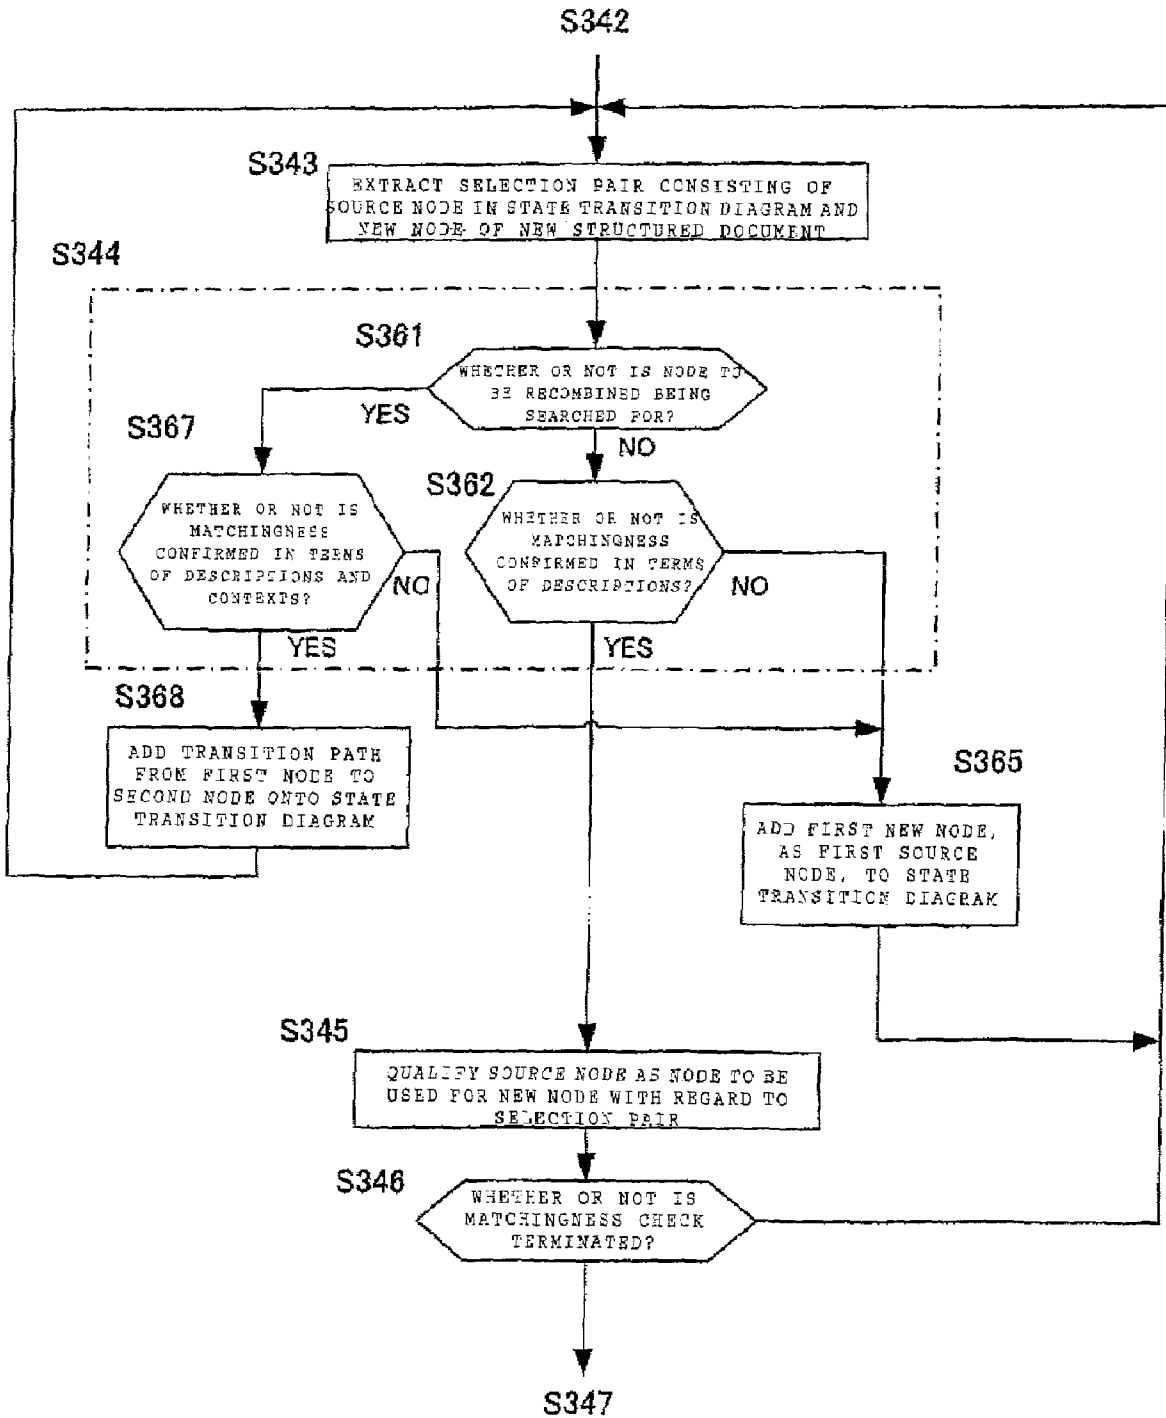 S342
S343
EXTRACT SELECTION PAIR CONSISTING OF
SOURCE NODE IN STATE TRANSITION DIAGRAM AND
NEW NODE OF NEW STRUCTURED DOCUMENT
S344
S361
WHETHER OR NOT IS NODE TO
BE RECOMBINED BEING
SEARCHED FOR?
YES
NO
S367
WHETHER OR NOT IS
MATCHINGNESS
CONFIRMED IN TERMS
OF DESCRIPTIONS AND
CONTEXTS?
NO
YES
S362
WHETHER OR NOT IS
MATCHINGNESS
CONFIRMED IN TERMS
OF DESCRIPTIONS?
NO
YES
S368
ADD TRANSITION PATH
FROM FIRST NODE TO
SECOND NODE ONTO STATE
TRANSITION DIAGRAM
S365
ADD FIRST NEW NODE,
AS FIRST SOURCE
NODE, TO STATE
TRANSITION DIAGRAM
S345
QUALIFY SOURCE NODE AS NODE TO BE
USED FOR NEW NODE WITH REGARD TO
SELECTION PAIR
S346
WHETHER OR NOT IS
MATCHINGNESS CHECK
TERMINATED?
S347